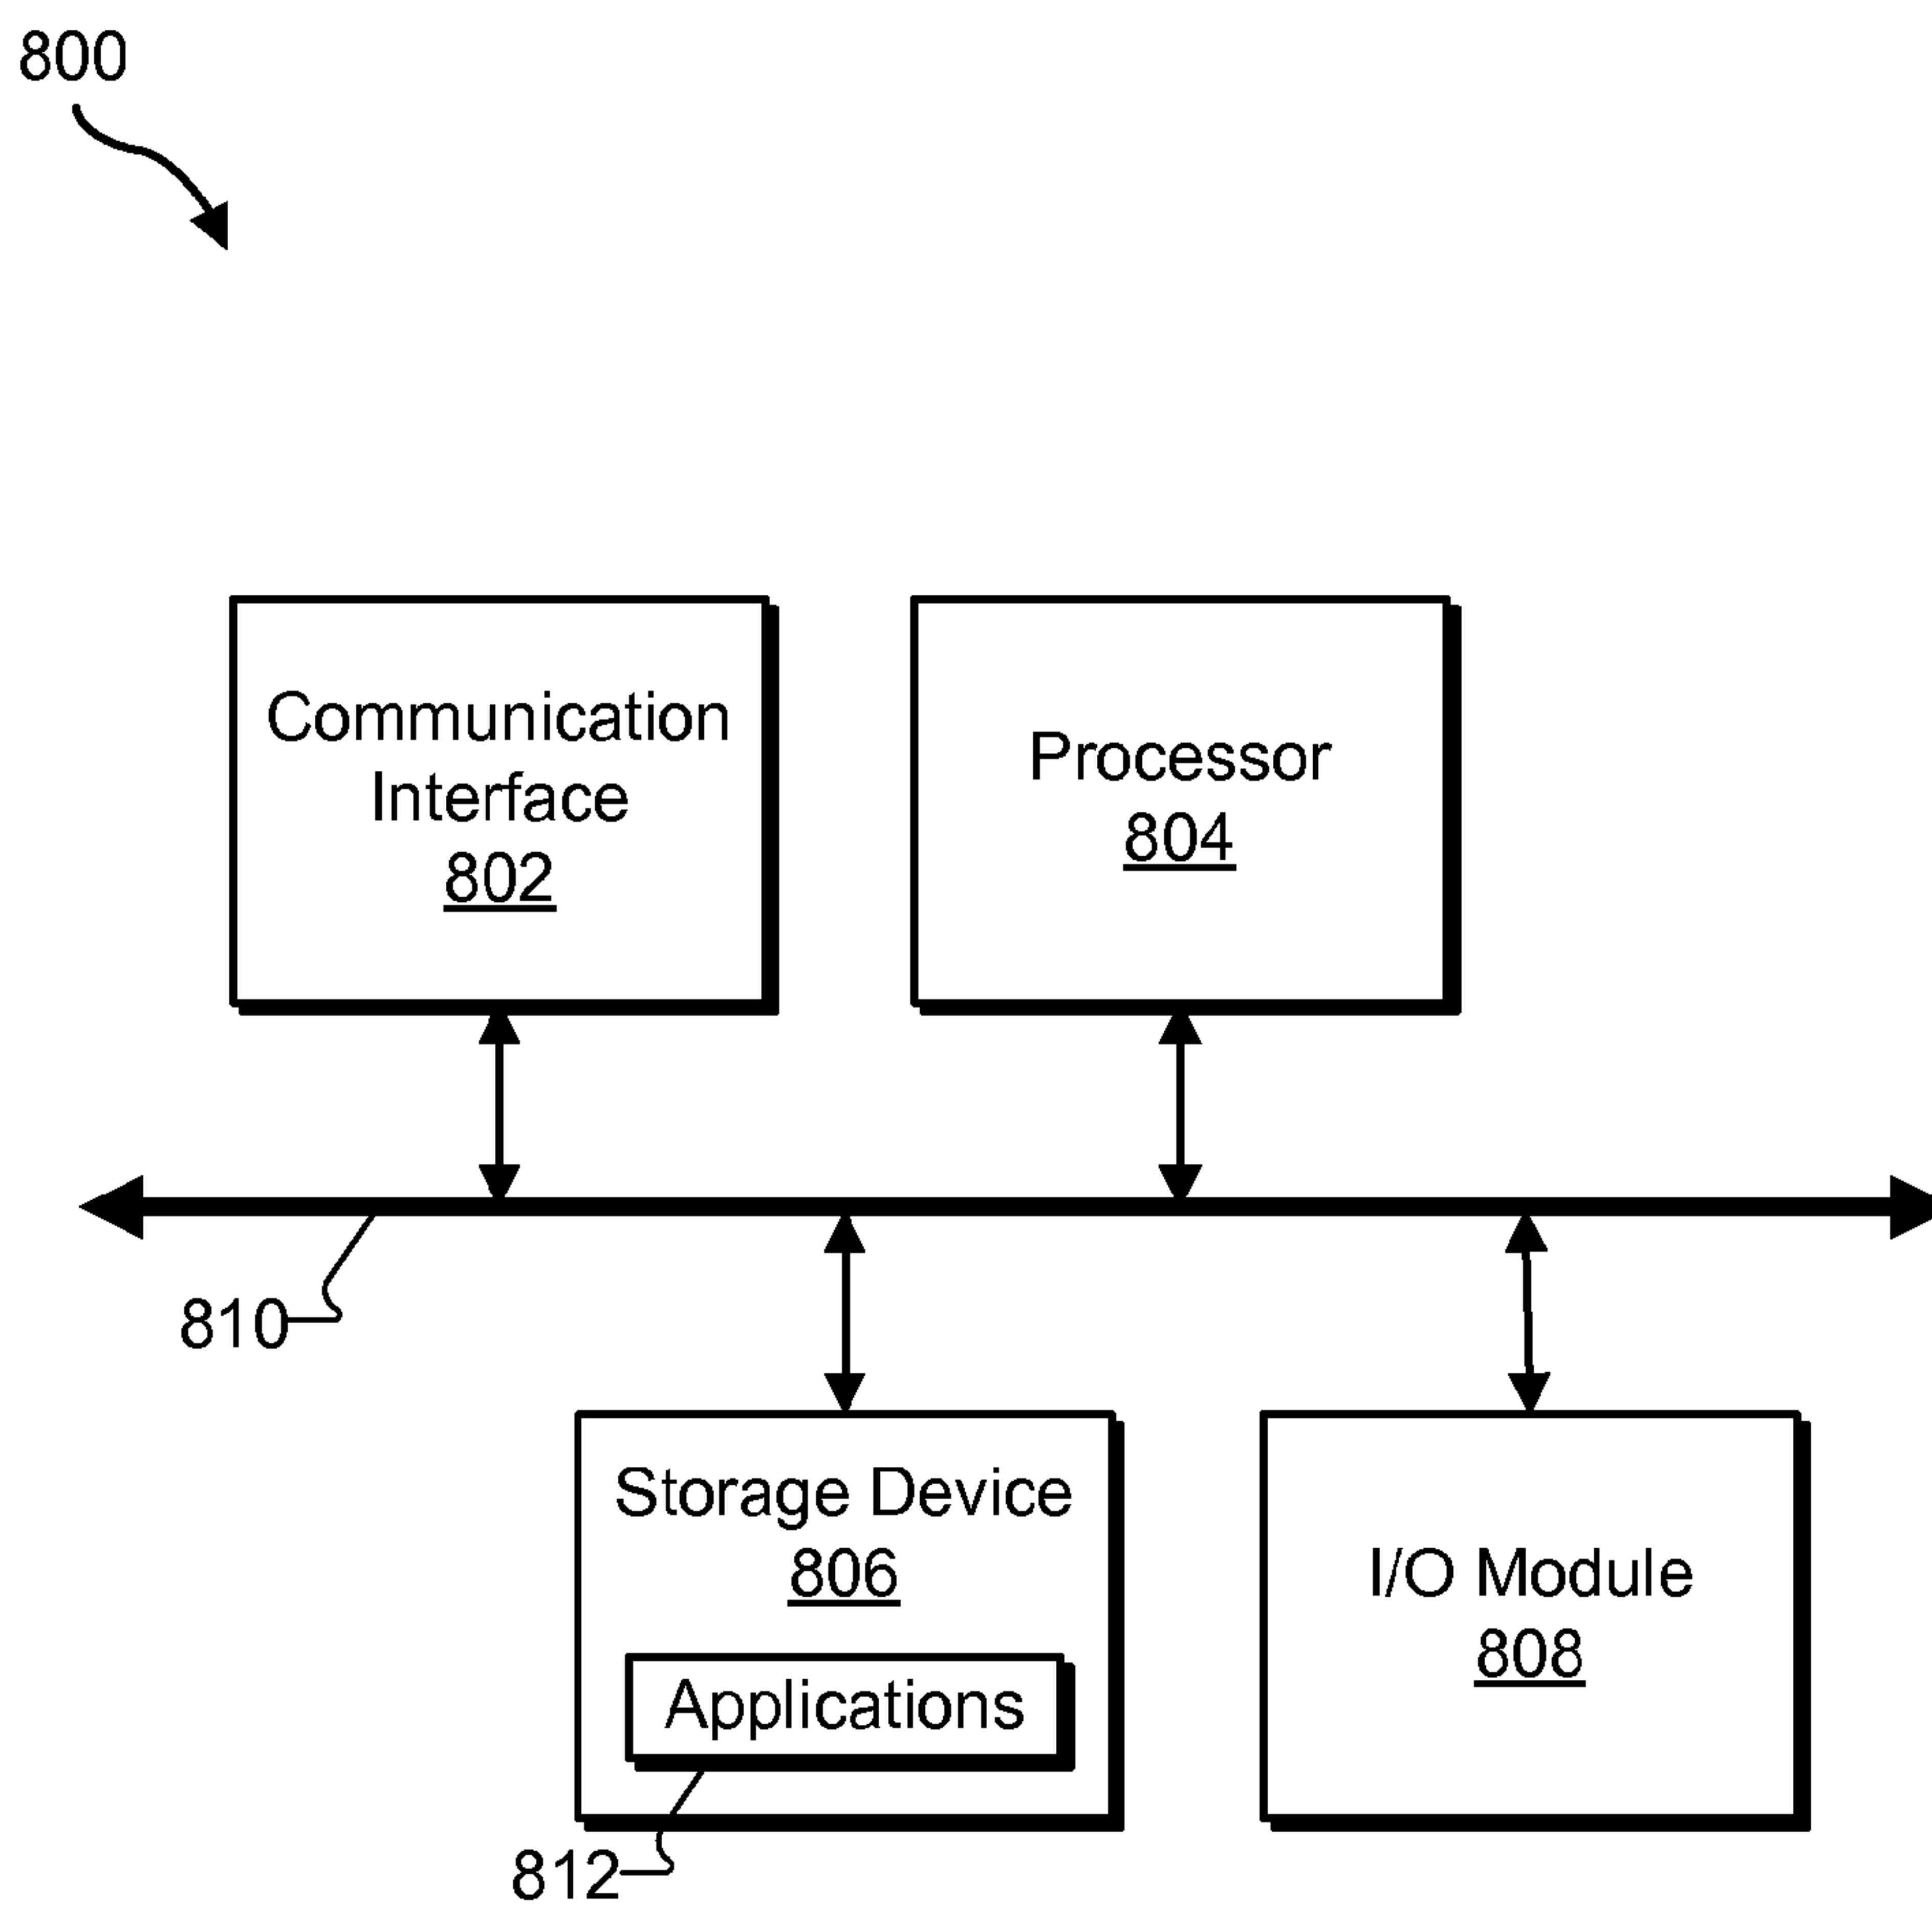 800
Communication
Interface
802
Processor
804
810
Storage Device
806
Applications
812
I/O Module
808